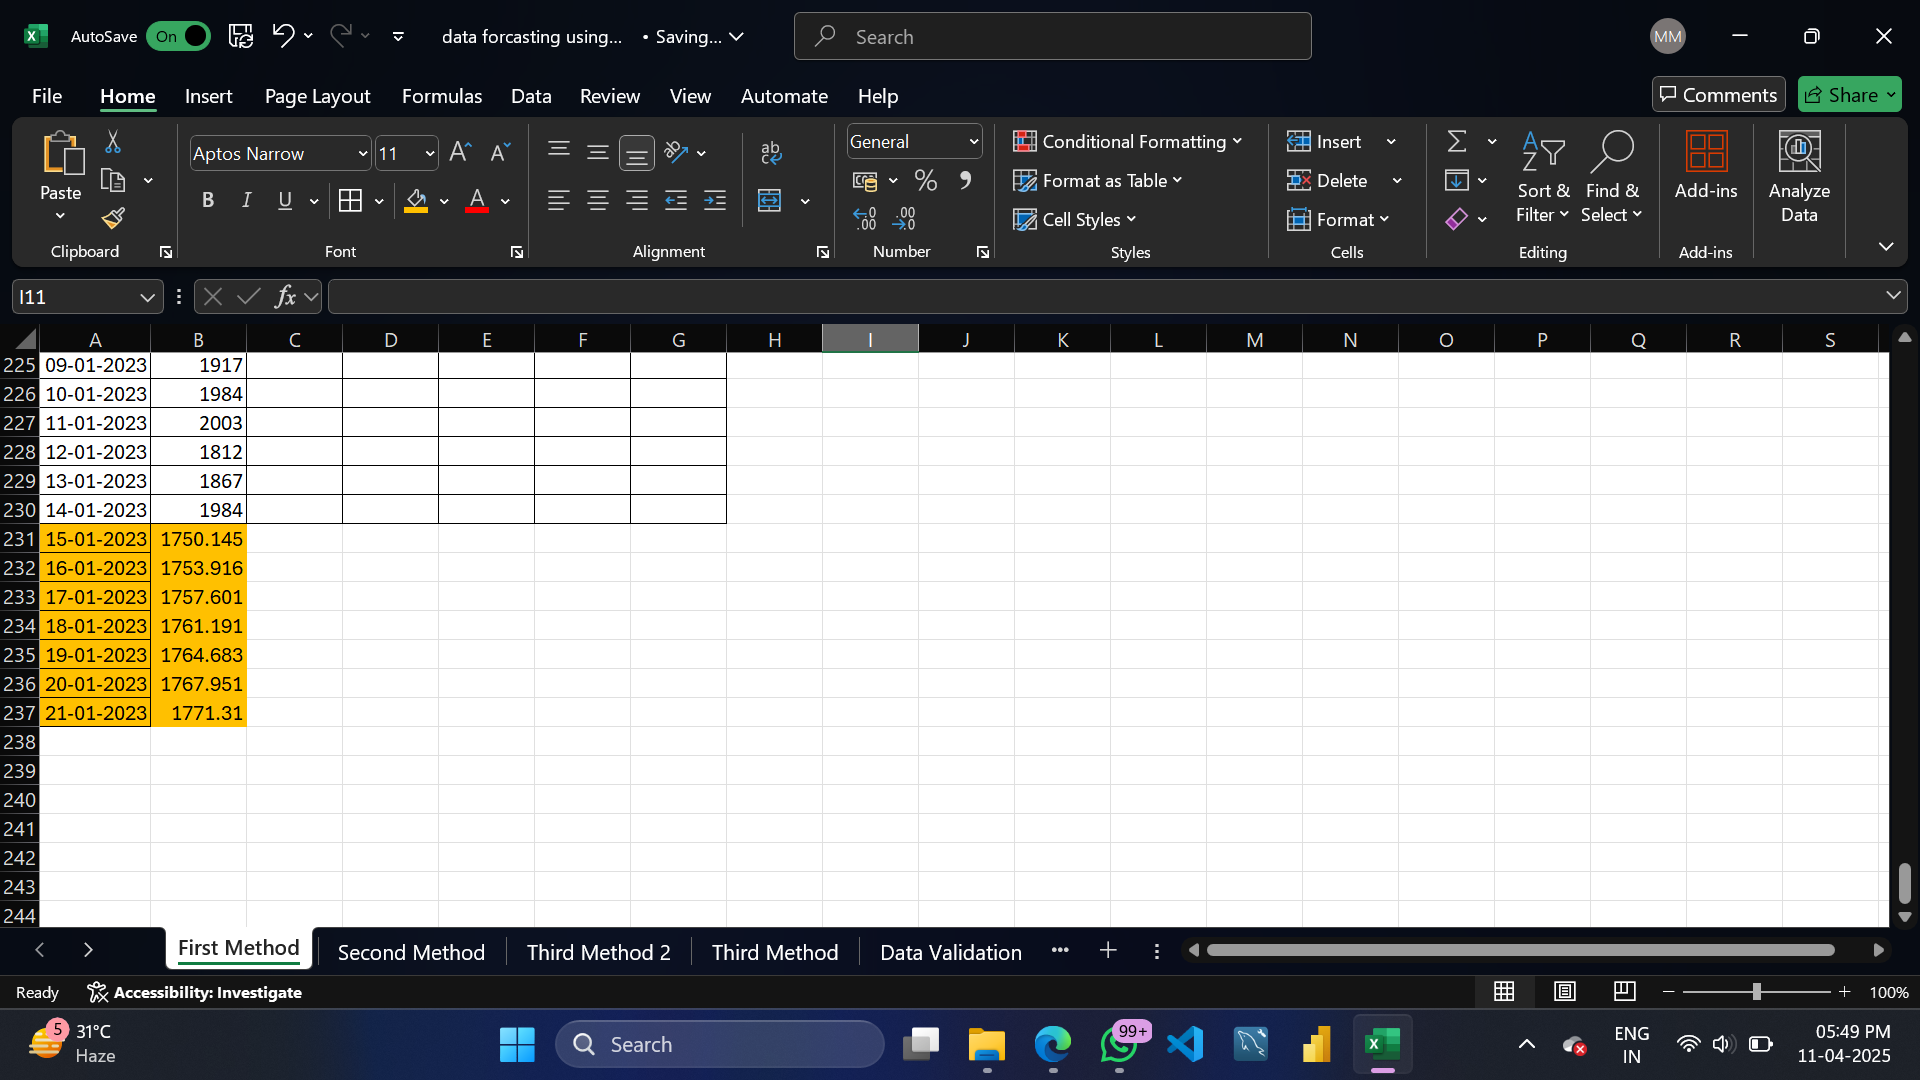 AutoSave On data forcasting using... • Saving... Search MM
File Home Insert Page Layout Formulas Data Review View Automate Help Comments Share
Paste
Clipboard
Aptos Narrow 11
B I U A
Font
ab
Alignment
General
% 9
.00
Number
Conditional Formatting
Format as Table
Cell Styles
Styles
Insert
Delete
Format
Cells
Sort & Filter
Find & Select
Editing
Add-ins
Add-ins
Analyze Data
I11 fx
A B C D E F G H I J K L M N O P Q R S
225 09-01-2023 1917
226 10-01-2023 1984
227 11-01-2023 2003
228 12-01-2023 1812
229 13-01-2023 1867
230 14-01-2023 1984
231 15-01-2023 1750.145
232 16-01-2023 1753.916
233 17-01-2023 1757.601
234 18-01-2023 1761.191
235 19-01-2023 1764.683
236 20-01-2023 1767.951
237 21-01-2023 1771.31
238
239
240
241
242
243
244
First Method Second Method Third Method 2 Third Method Data Validation ...
Ready Accessibility: Investigate 100%
5 31°C
Haze
Search
99+
ENG
IN
05:49 PM
11-04-2025